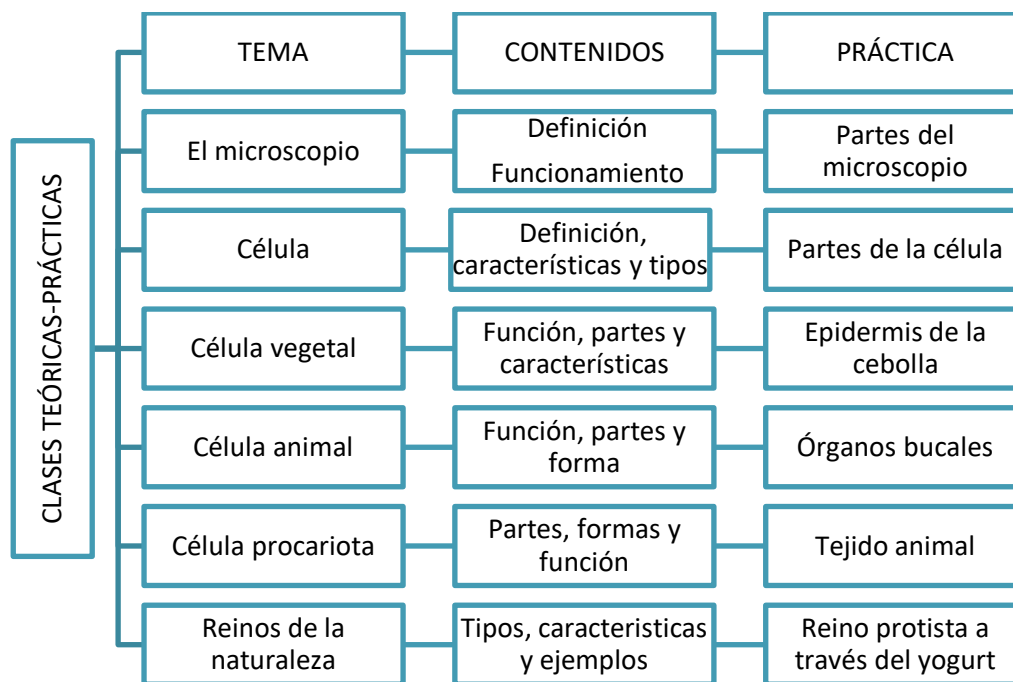 CLASES TEÓRICAS-PRÁCTICAS
TEMA
CONTENIDOS
PRÁCTICA
El microscopio
Definición
Funcionamiento
Partes del
microscopio
Célula
Definición,
características y tipos
Partes de la célula
Célula vegetal
Función, partes y
características
Epidermis de la
cebolla
Célula animal
Función, partes y
forma
Órganos bucales
Célula procariota
Partes, formas y
función
Tejido animal
Reinos de la
naturaleza
Tipos, caracteristicas
y ejemplos
Reino protista a
través del yogurt